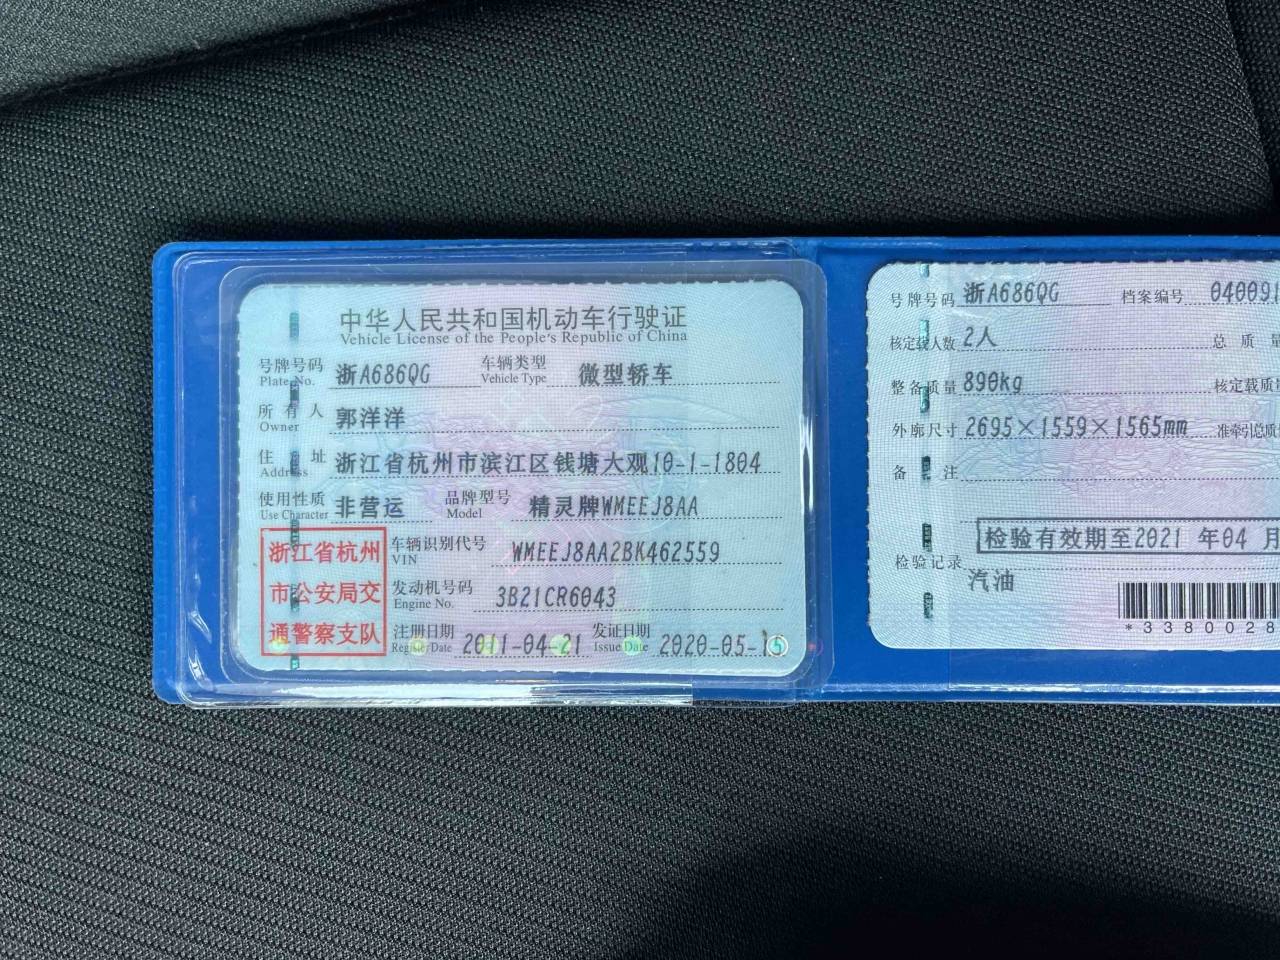 中华人民共和国机动车行驶证
Vehicle License of the People's Republic of China
号牌号码 浙A686QG 车辆类型 微型轿车
Plate No. Vehicle Type
所有人 郭洋洋
Owner
住址 浙江省杭州市滨江区钱塘大观10-1-1804
Address
使用性质 非营运 品牌型号 精灵牌WMEEJ8AA
Use Character Model
浙江省杭州
市公安局交
通警察支队
车辆识别代号 WMEEJ8AA2BK462559
VIN
发动机号码 3B21CR6043
Engine No.
注册日期 2011-04-21 发证日期 2020-05-15
Register Date Issue Date
号牌号码 浙A686QG 档案编号 04009
核定载人数 2人 总质量
整备质量 890kg 核定载质
外廓尺寸 2695×1559×1565mm 准牵引总质
备注
检验有效期至2021 年04 月
检验记录
汽油
*3380028